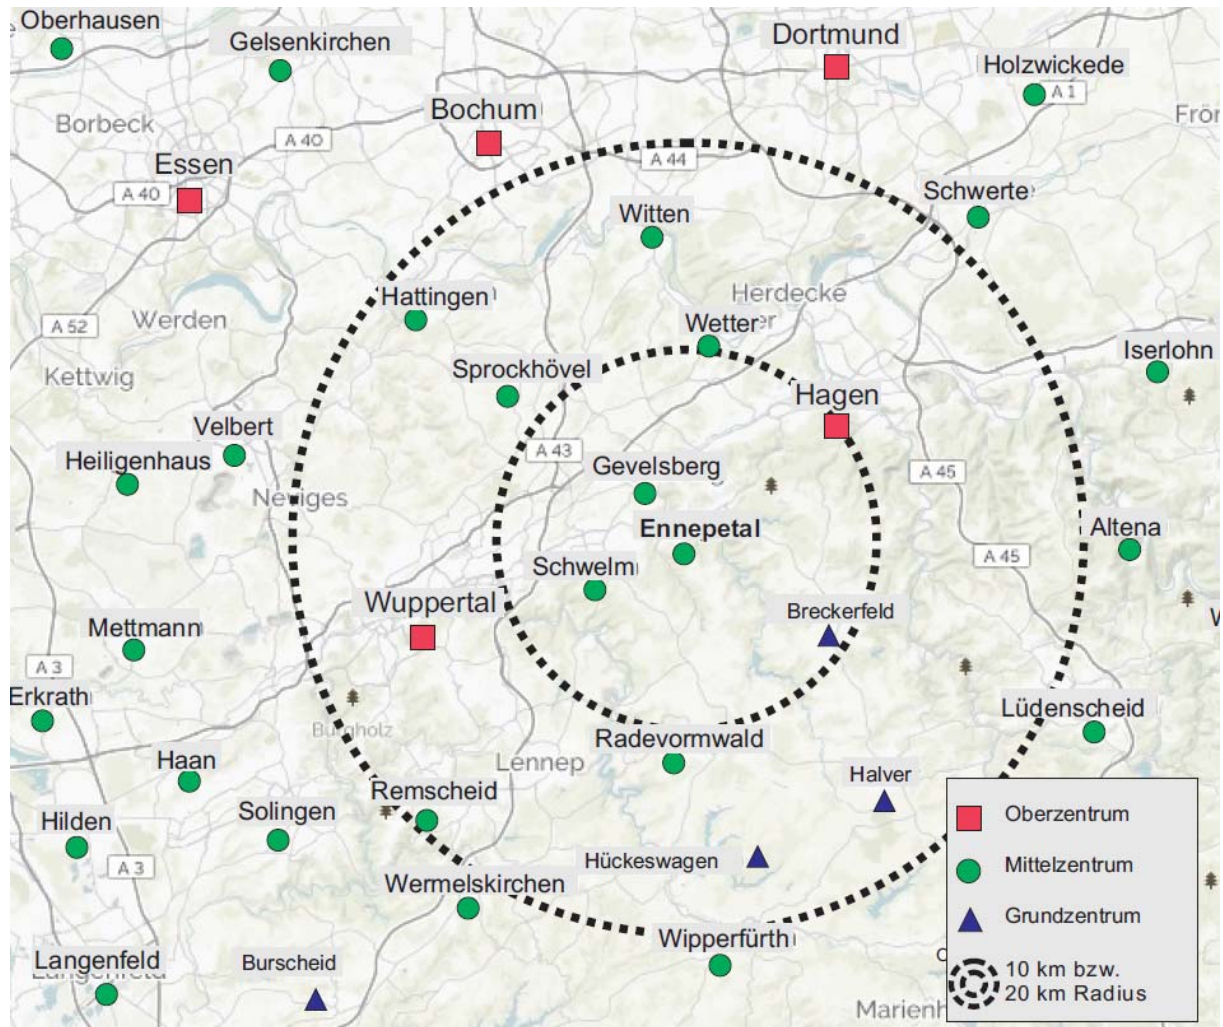 Oberhausen
Gelsenkirchen
Dortmund
Holzwickede
A 1
Bochum
Borbeck
A 40
A 44
Essen
A 40
Schwerte
Witten
Hattingen
Herdecke
A 52
Werden
Wetter
Iserlohn
Kettwig
Sprockhövel
Hagen
Velbert
Heiligenhaus
A 43
Gevelsberg
A 45
Neviges
Ennepetal
Altena
A 45
Schwelm
Wuppertal
Breckerfeld
Mettmann
A 3
Erkrath
Burgholz
Lüdenscheid
Radevormwald
Lennep
Haan
Halver
Remscheid
Solingen
Hilden
Hückeswagen
A 3
Wermelskirchen
Wipperfürth
Langenfeld
Burscheid
Marienh
Oberzentrum
Mittelzentrum
Grundzentrum
10 km bzw.
20 km Radius